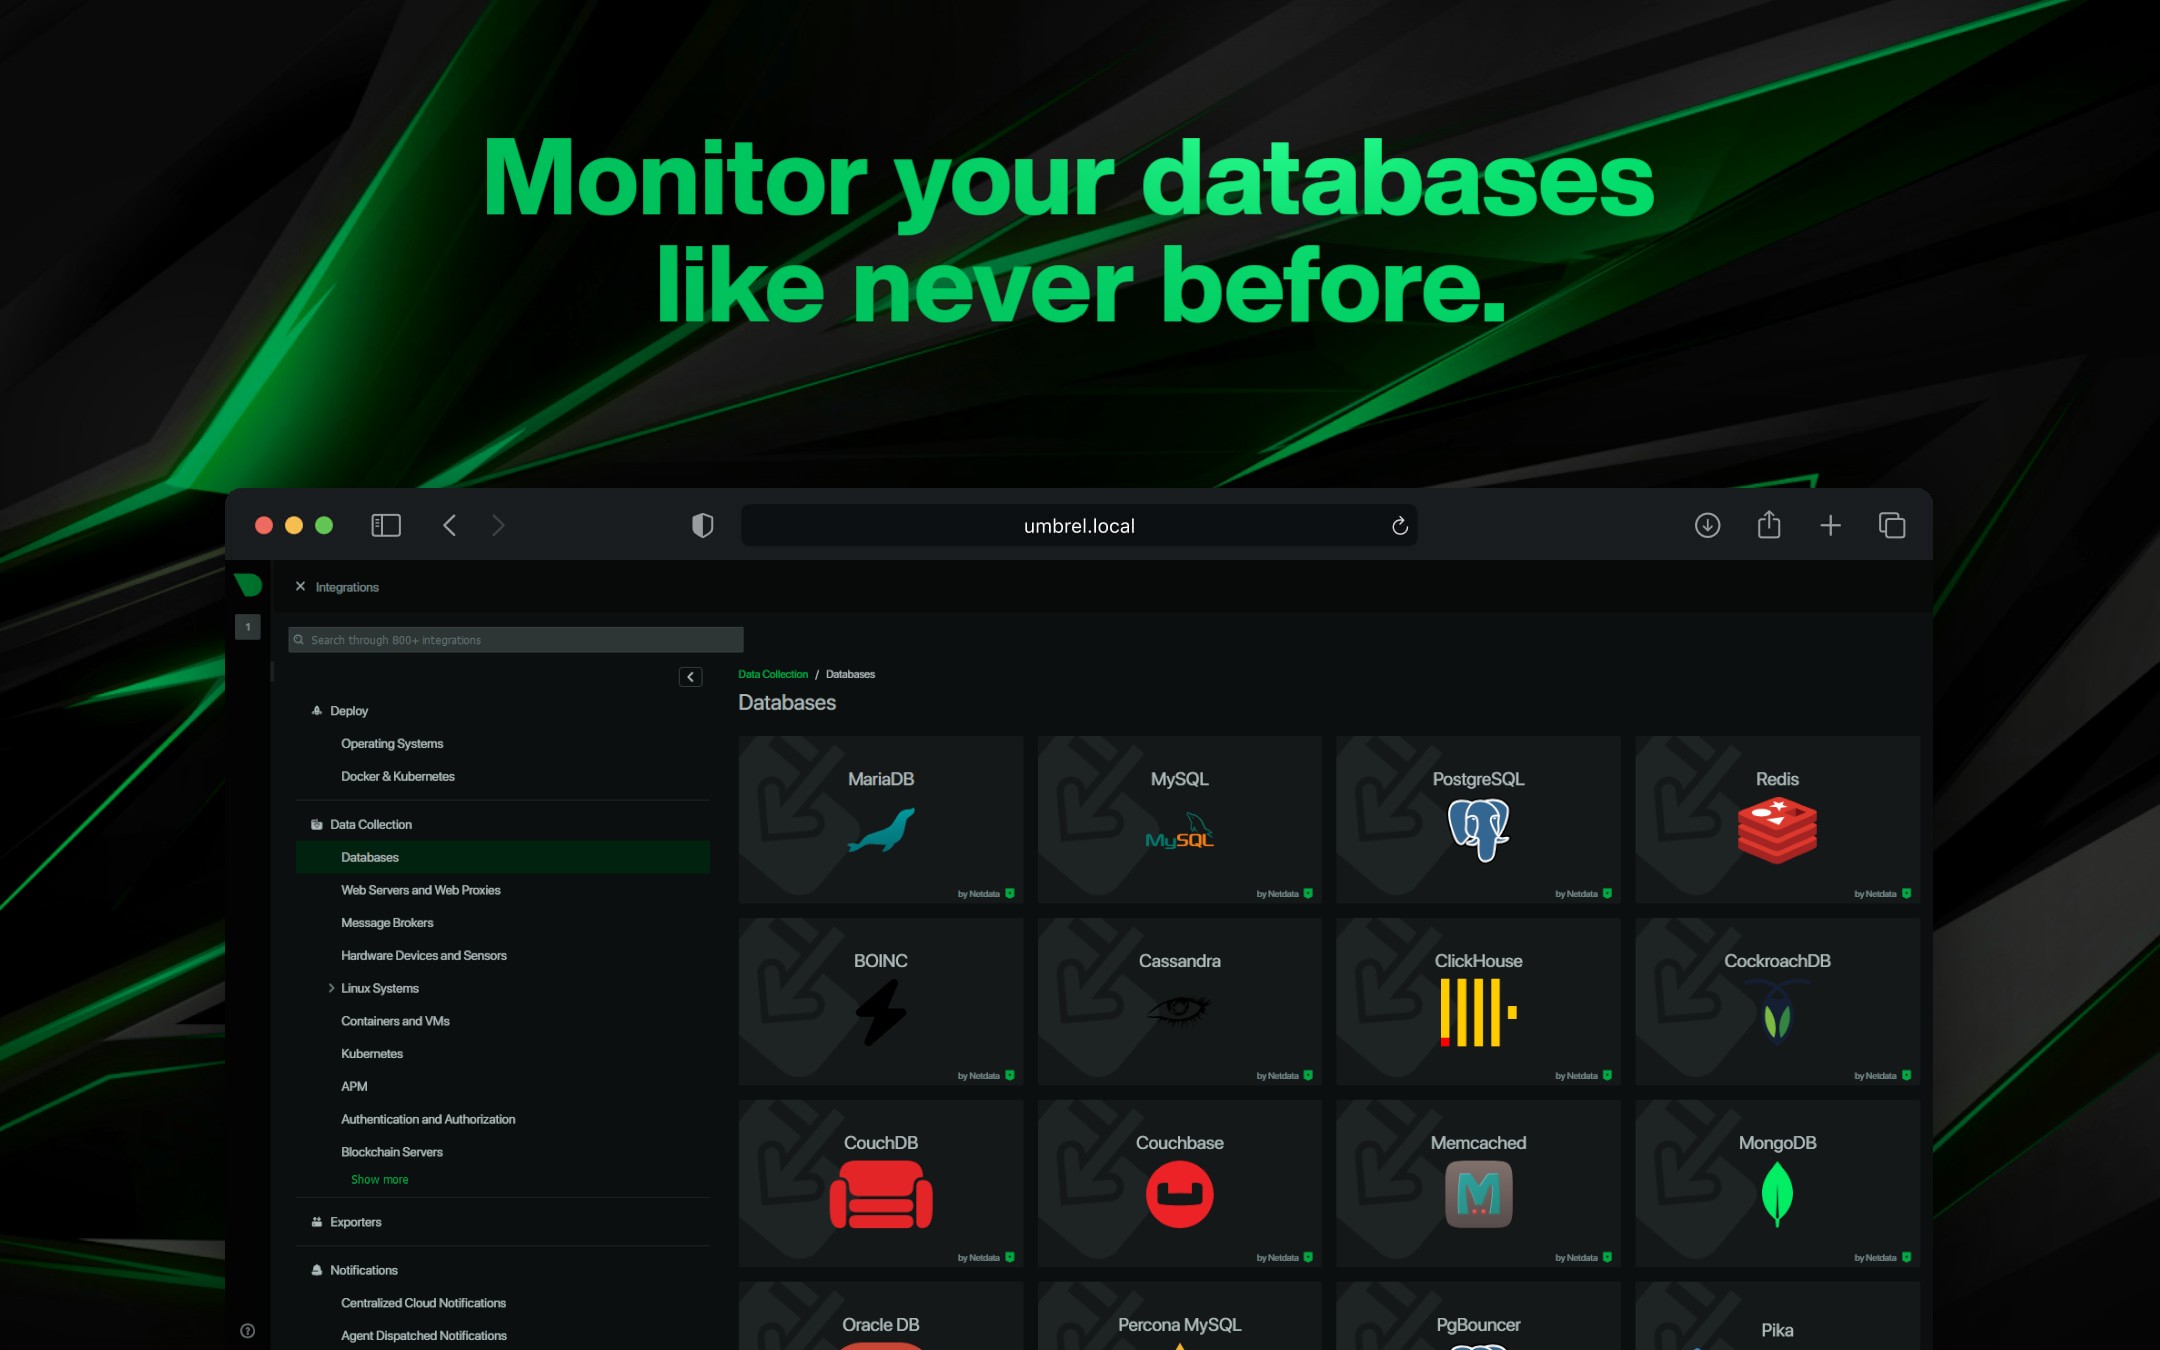 Monitor your databases
like never before.
umbrel.local
Integrations
1
Search through 800+ integrations
Deploy
Operating Systems
Docker & Kubernetes
Data Collection
Databases
Web Servers and Web Proxies
Message Brokers
Hardware Devices and Sensors
Linux Systems
Containers and VMs
Kubernetes
APM
Authentication and Authorization
Blockchain Servers
Show more
Exporters
Notifications
Centralized Cloud Notifications
Agent Dispatched Notifications
Data Collection / Databases
Databases
MariaDB
by Netdata
MySQL
MySQL
by Netdata
PostgreSQL
by Netdata
Redis
by Netdata
BOINC
by Netdata
Cassandra
by Netdata
ClickHouse
by Netdata
CockroachDB
by Netdata
CouchDB
by Netdata
Couchbase
by Netdata
Memcached
M
by Netdata
MongoDB
by Netdata
Oracle DB
Percona MySQL
PgBouncer
Pika